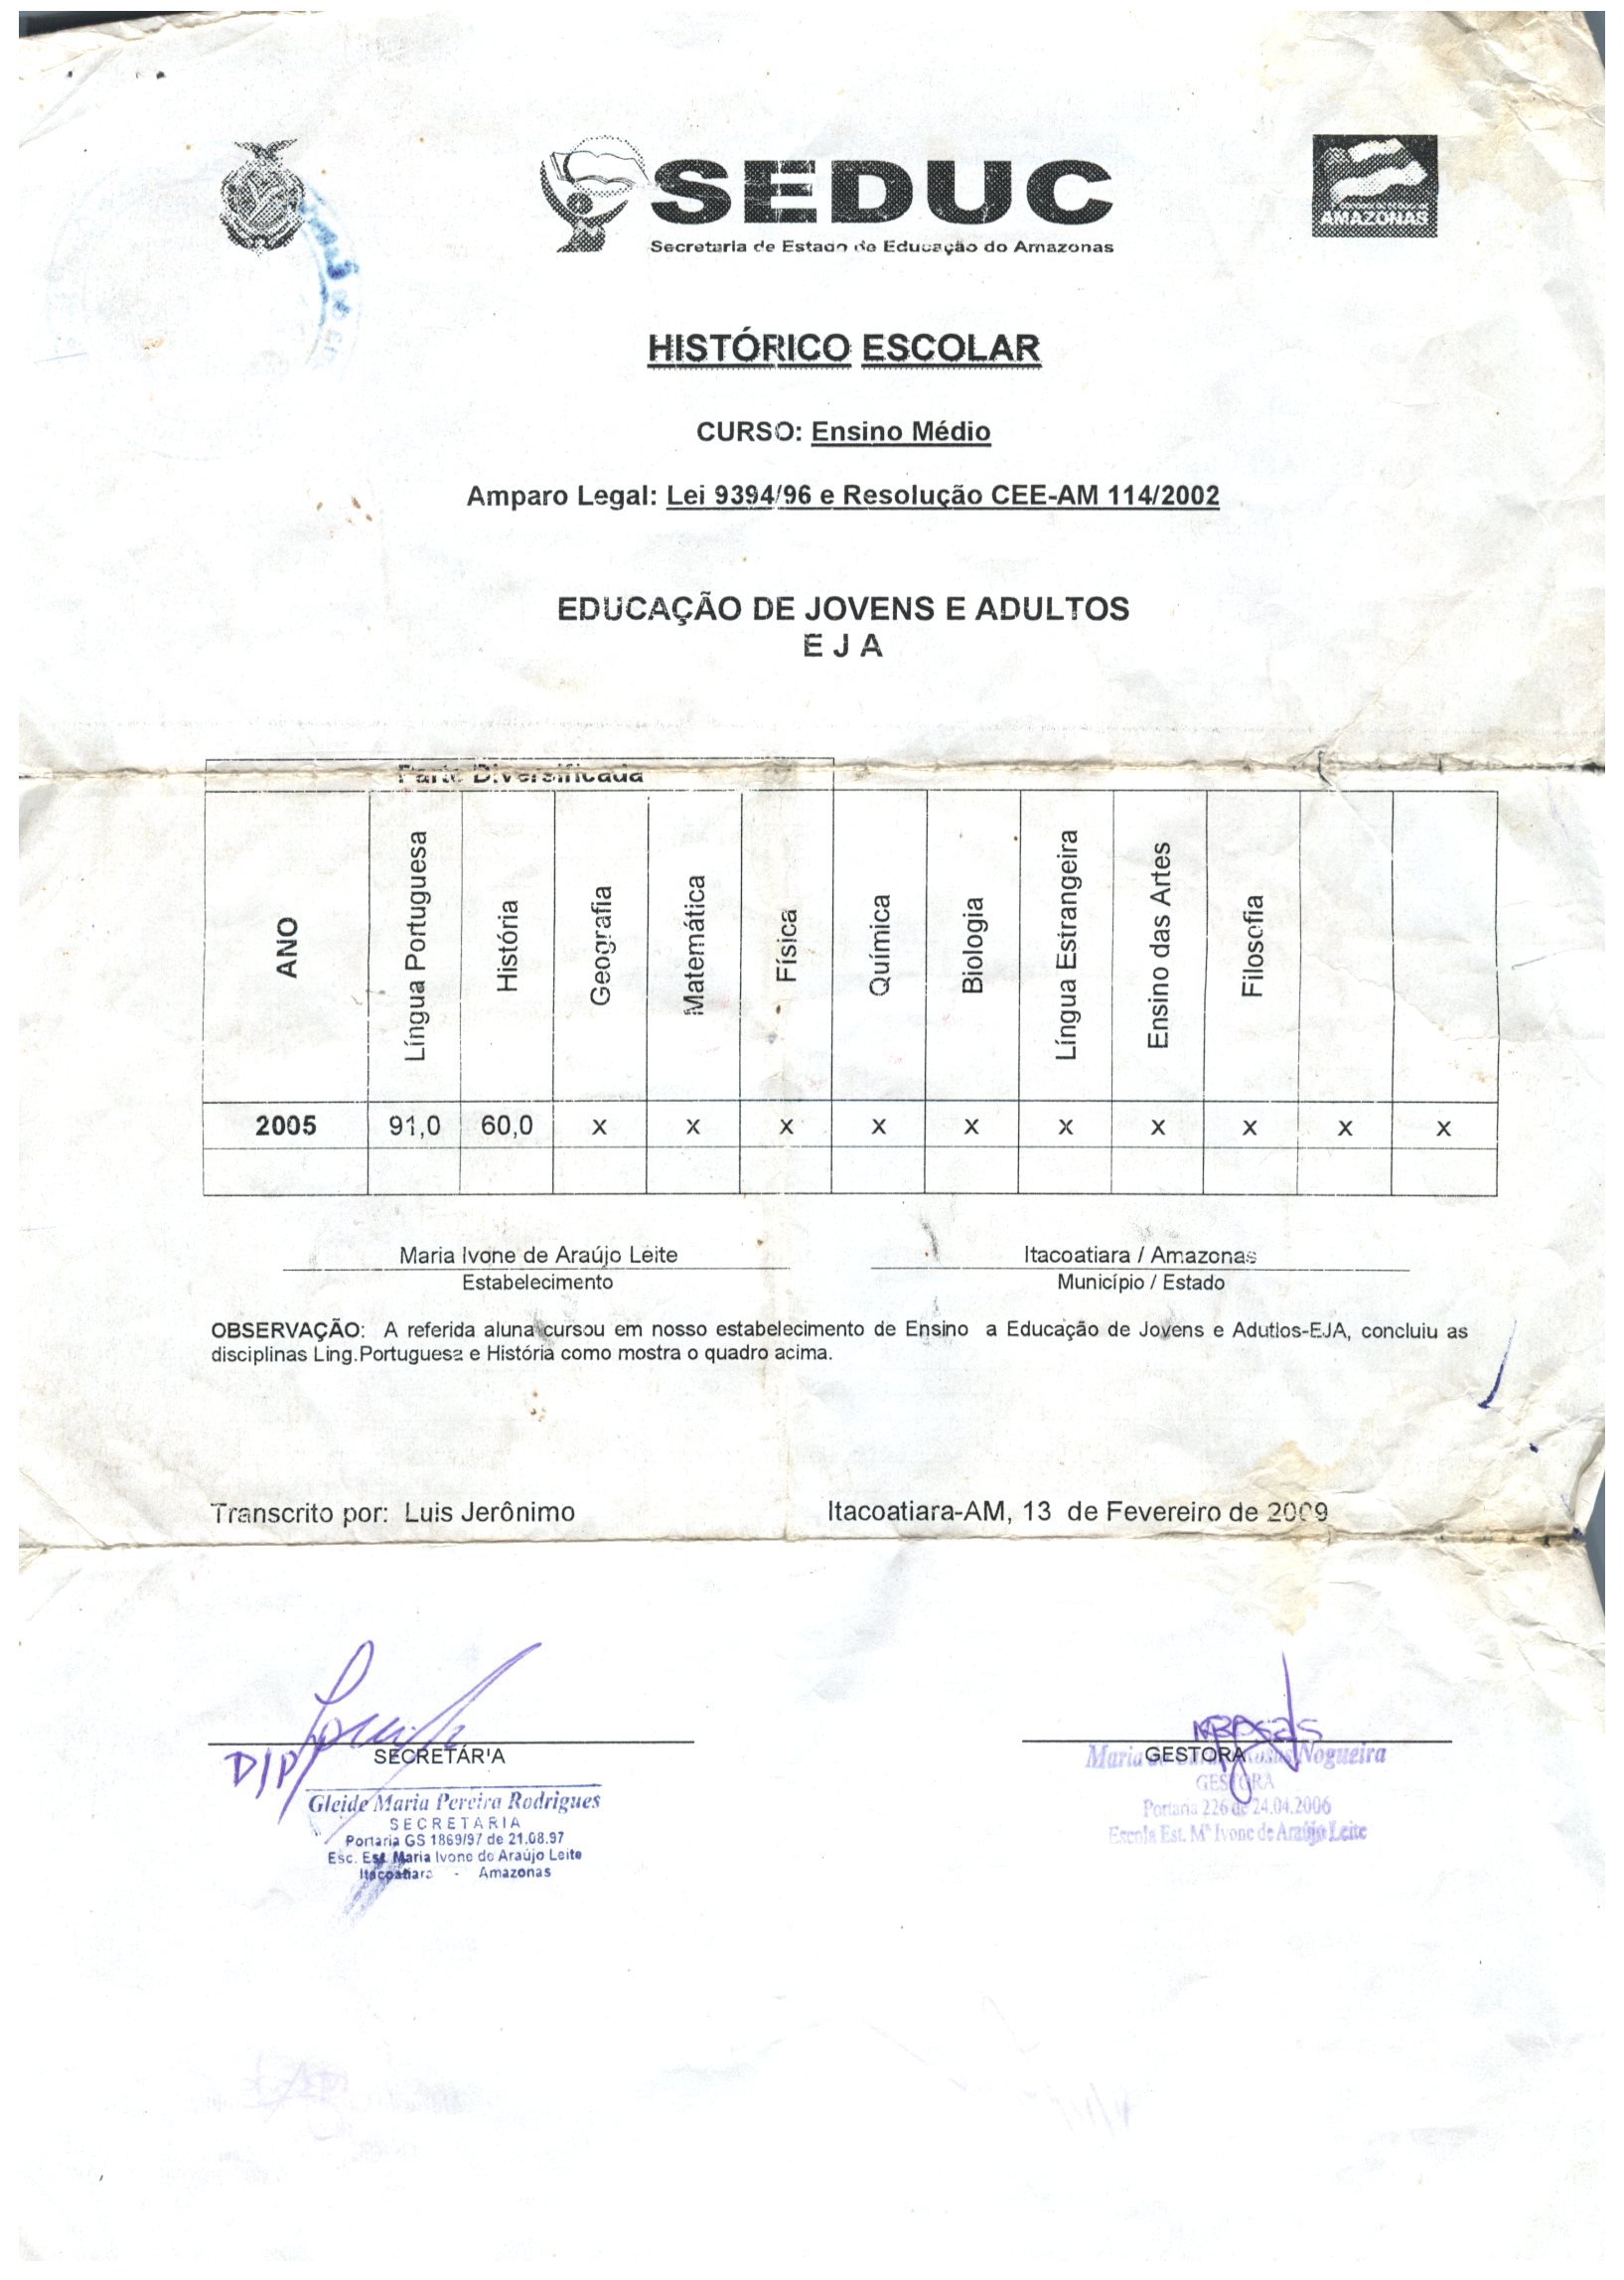 SEDUC
Secretaria de Estado de Educação do Amazonas
AMAZONAS
HISTÓRICO ESCOLAR
CURSO: Ensino Médio
Amparo Legal: Lei 9394/96 e Resolução CEE-AM 114/2002
EDUCAÇÃO DE JOVENS E ADULTOS
E J A
Parte Diversificada
ANO Língua Portuguesa História Geografia Matemática Física Química Biologia Língua Estrangeira Ensino das Artes Filosofia
2005 91,0 60,0 x x x x x x x x x x
Maria Ivone de Araújo Leite Itacoatiara / Amazonas
Estabelecimento Município / Estado
OBSERVAÇÃO: A referida aluna cursou em nosso estabelecimento de Ensino a Educação de Jovens e Adutlos-EJA, concluiu as
disciplinas Ling.Portuguesa e História como mostra o quadro acima.
Transcrito por: Luis Jerônimo Itacoatiara-AM, 13 de Fevereiro de 2009
D/P SECRETÁRIA GESTORA
Gleide Maria Pereira Rodrigues
SECRETARIA
Portaria GS 1869/97 de 21.08.97
Esc. Est. Maria Ivone de Araújo Leite
Itacoatiara - Amazonas
Maria Nogueira
GESTORA
Portaria 226 de 24.04.2006
Escola Est. Mª Ivone de Araújo Leite